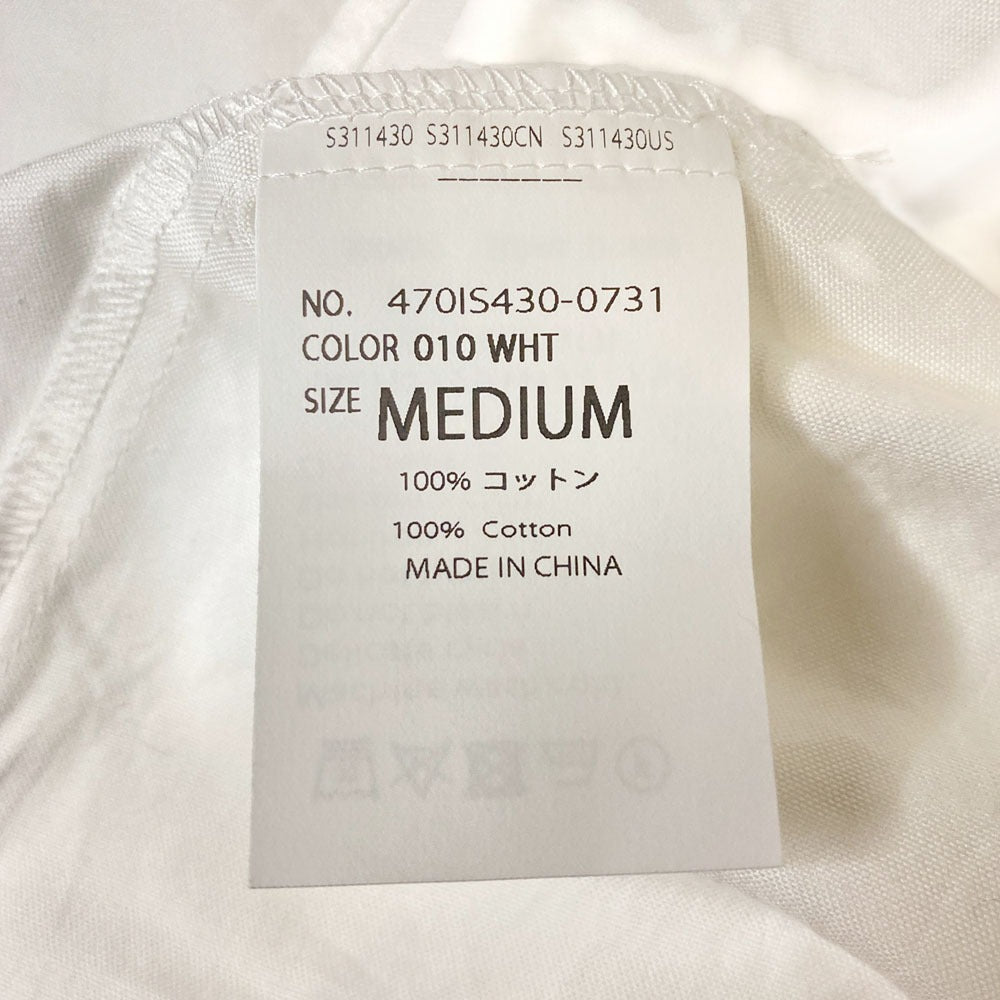 S311430 S311430CN S311430US
NO. 470IS430-0731
COLOR 010 WHT
SIZE MEDIUM
100% コットン
100% Cotton
MADE IN CHINA